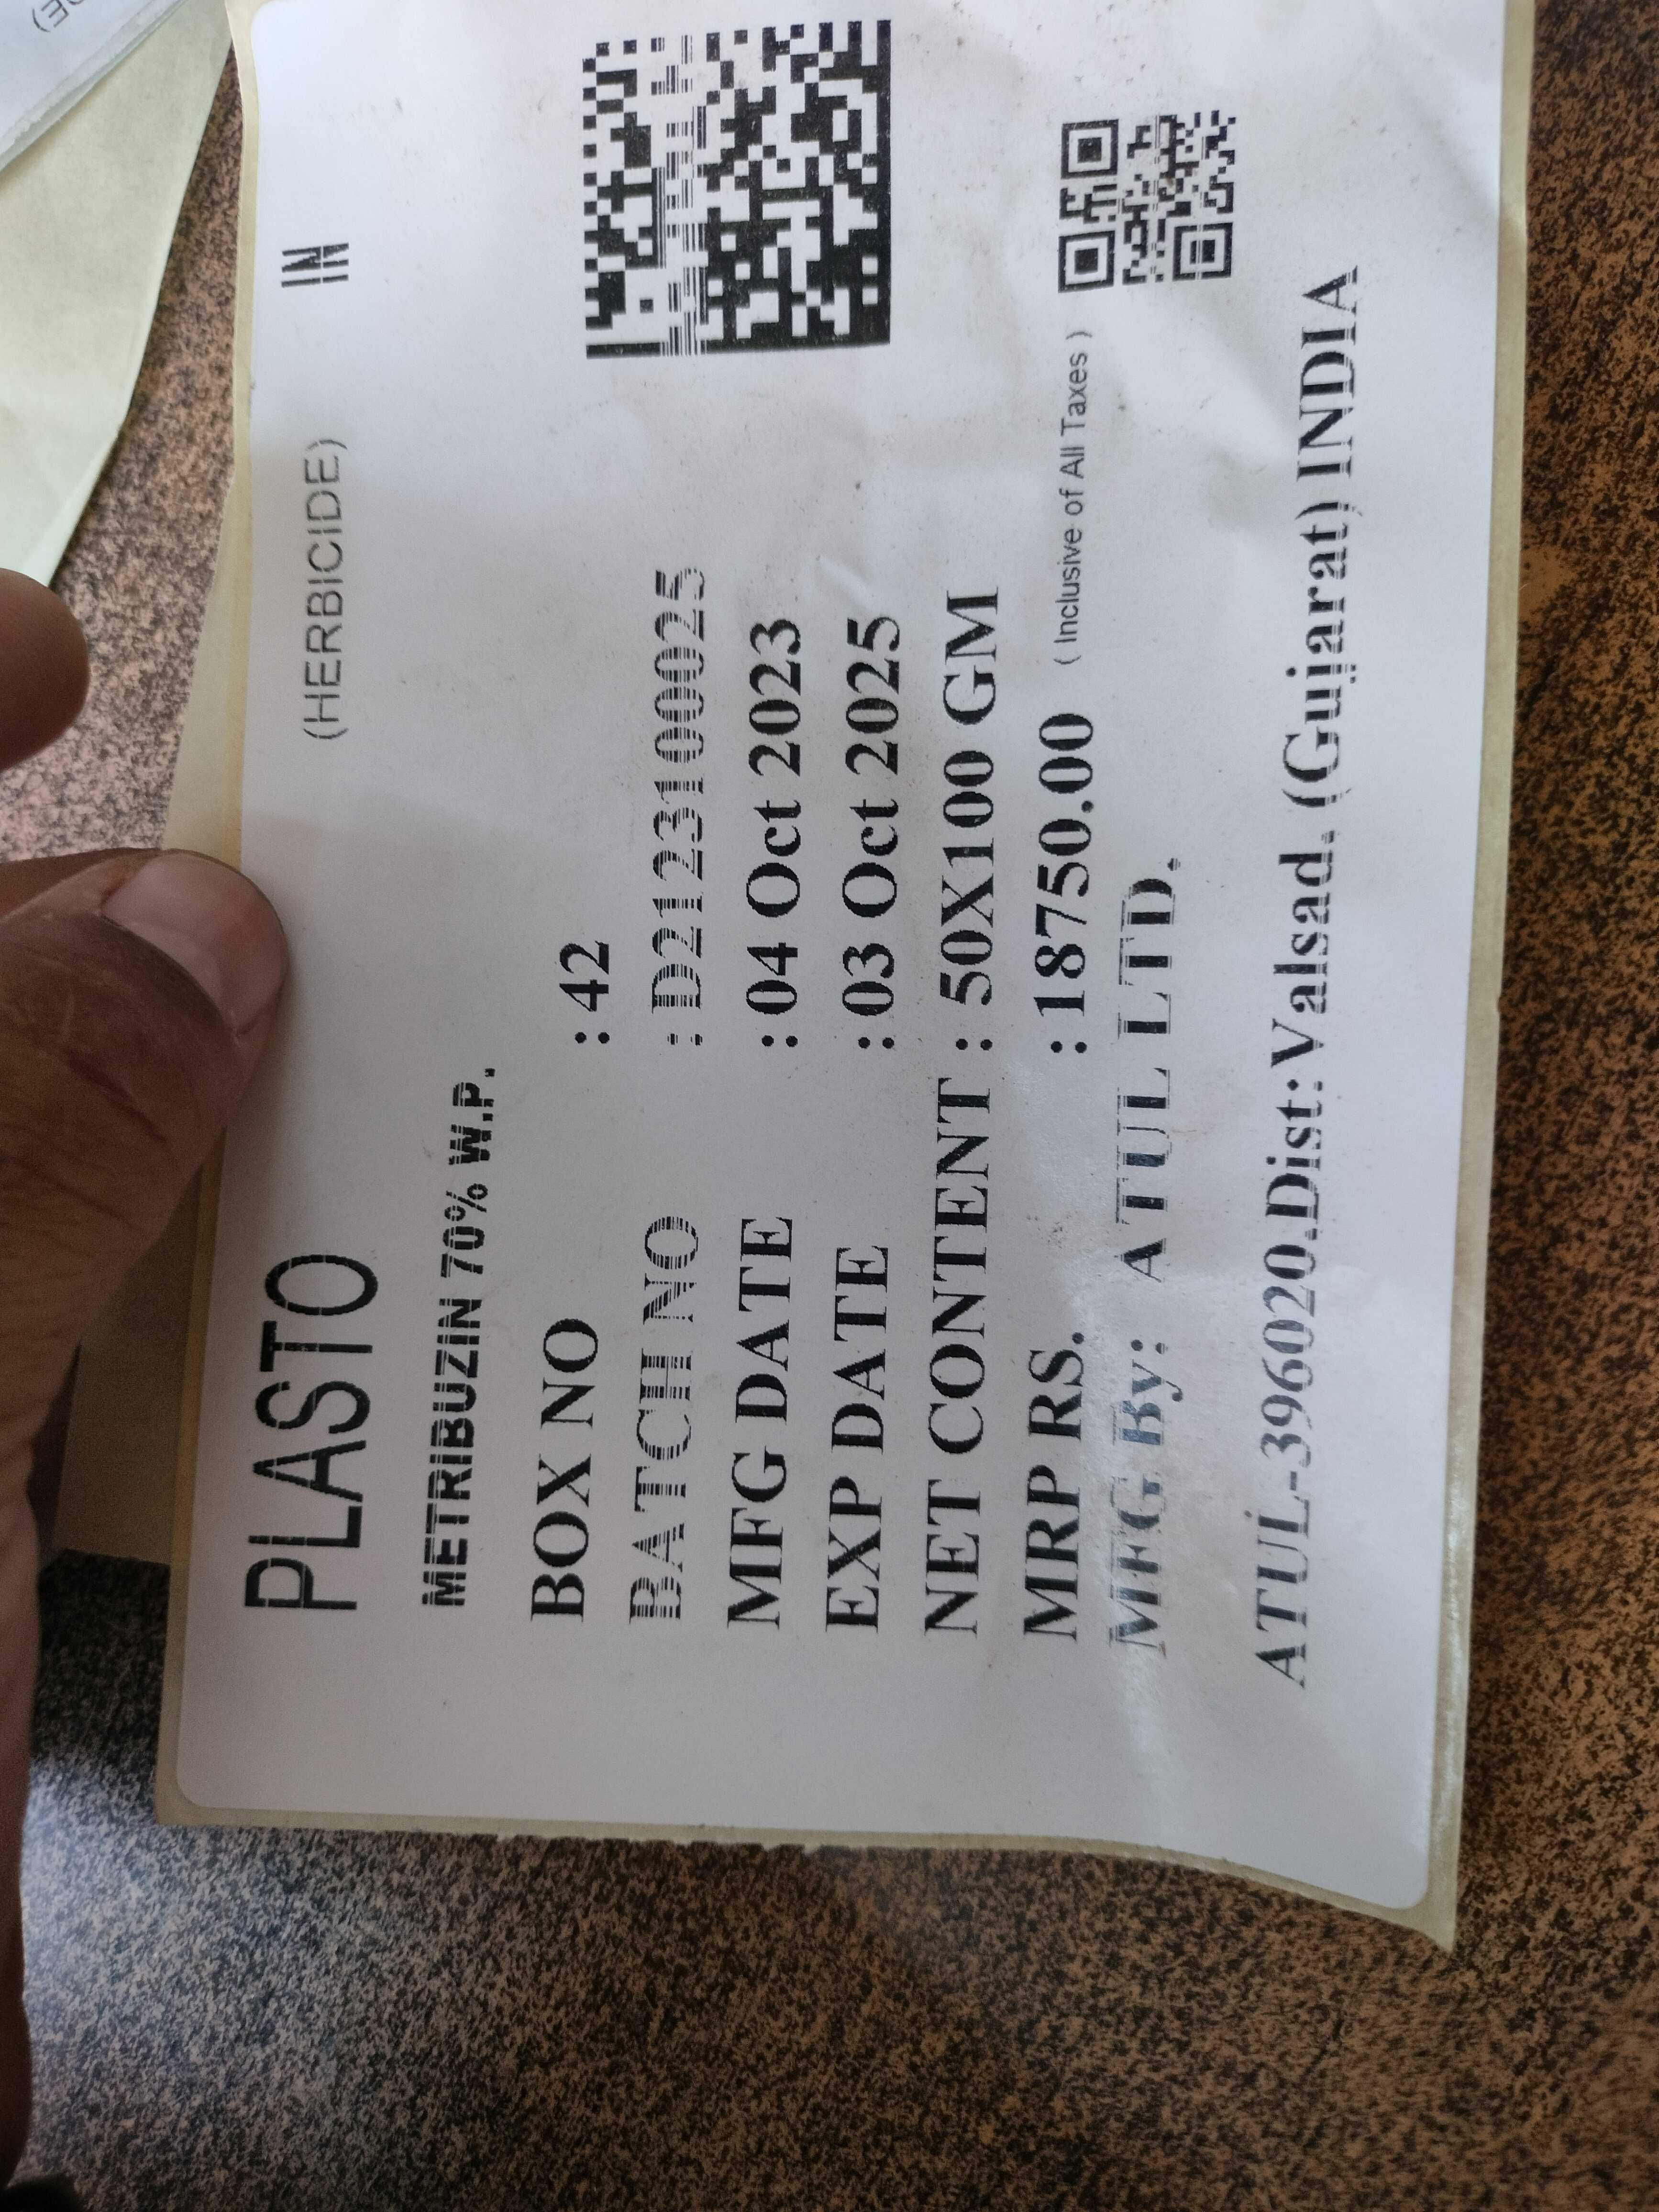 PLASTO (HERBICIDE) IN
METRIBUZIN 70% W.P.
BOX NO : 42
BATCH NO : D2123100025
MFG DATE : 04 Oct 2023
EXP DATE : 03 Oct 2025
NET CONTENT : 50X100 GM
MRP RS. : 18750.00 ( Inclusive of All Taxes )
MFG By: ATUL LTD.
ATUL-396020.Dist:Valsad. (Gujarat) INDIA